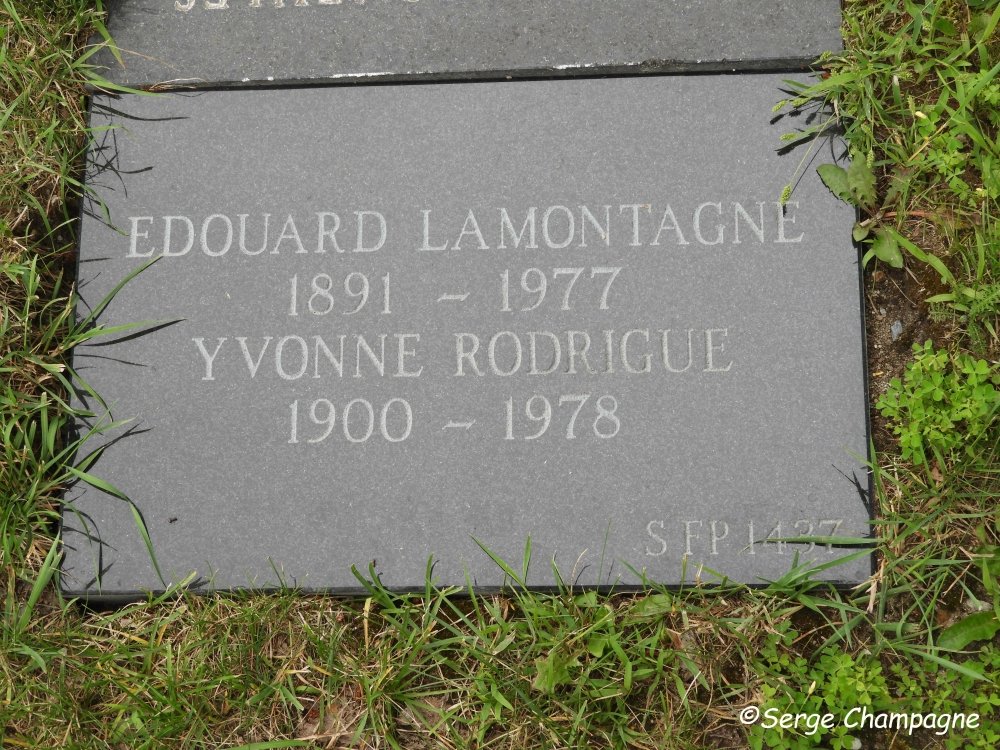 EDOUARD LAMONTAGNE
1891 - 1977
YVONNE RODRIGUE
1900 - 1978
SFP 1437
©Serge Champagne